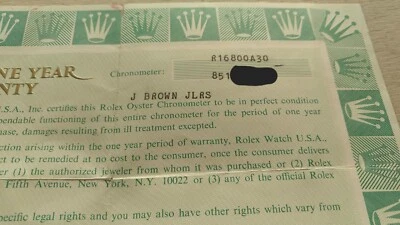 R16800A30
NE YEAR Chronometer: 851
NTY
J BROWN JLRS
U.S.A., Inc. certifies this Rolex Oyster Chronometer to be in perfect condition
pendable functioning of this entire chronometer for the period of one year
hase, damages resulting from ill treatment excepted.
ction arising within the one year period of warranty, Rolex Watch U.S.A.,
ct to be remedied at no cost to the consumer, once the consumer delivers
er (1) the authorized jeweler from whom it was purchased or (2) Rolex
Fifth Avenue, New York, N.Y. 10022 or (3) any of the official Rolex
pecific legal rights and you may also have other rights which vary from